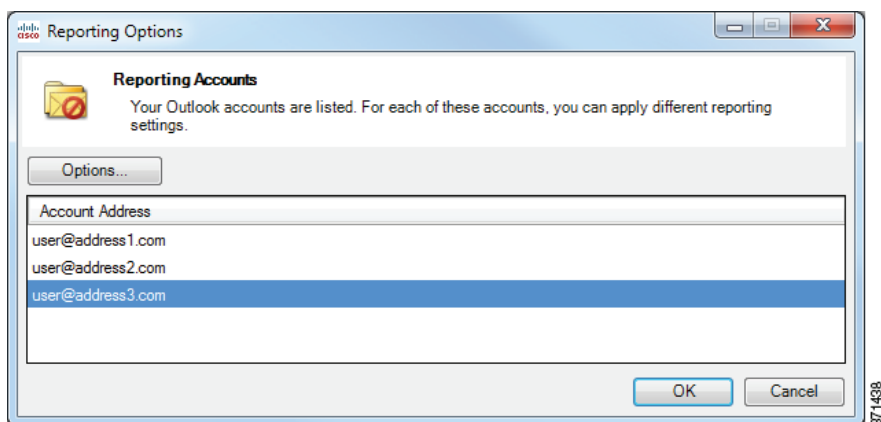 cisco Reporting Options
Reporting Accounts
Your Outlook accounts are listed. For each of these accounts, you can apply different reporting
settings.
Options...
Account Address
user@address1.com
user@address2.com
user@address3.com
OK Cancel
371438